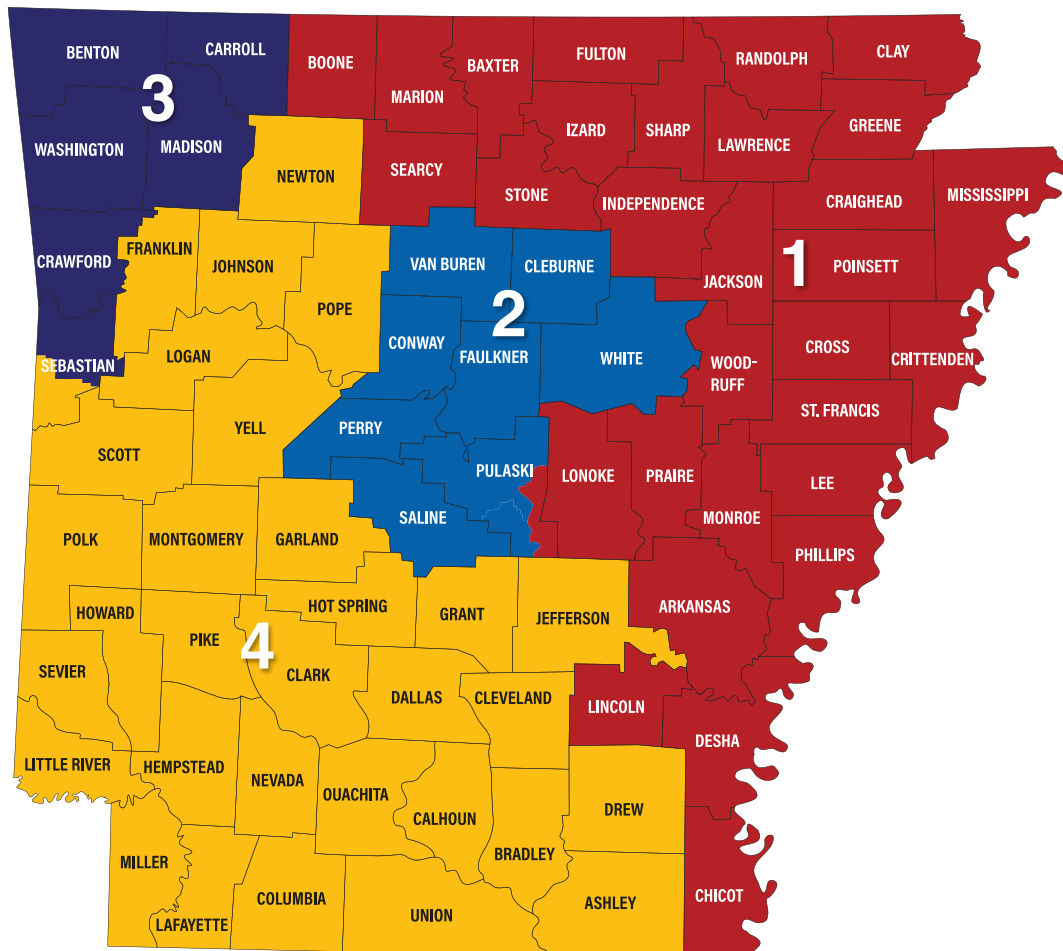 BENTON
CARROLL
BOONE
BAXTER
FULTON
RANDOLPH
CLAY
3
MARION
WASHINGTON
MADISON
IZARD
SHARP
LAWRENCE
GREENE
NEWTON
SEARCY
STONE
INDEPENDENCE
CRAIGHEAD
MISSISSIPPI
CRAWFORD
FRANKLIN
JOHNSON
VAN BUREN
CLEBURNE
1
JACKSON
POINSETT
POPE
2
SEBASTIAN
LOGAN
CONWAY
FAULKNER
WHITE
WOOD-
RUFF
CROSS
CRITTENDEN
SCOTT
YELL
PERRY
ST. FRANCIS
PULASKI
LONOKE
PRAIRE
LEE
POLK
MONTGOMERY
GARLAND
SALINE
MONROE
PHILLIPS
HOWARD
PIKE
HOT SPRING
GRANT
JEFFERSON
ARKANSAS
4
SEVIER
CLARK
DALLAS
CLEVELAND
LINCOLN
DESHA
LITTLE RIVER
HEMPSTEAD
NEVADA
OUACHITA
CALHOUN
DREW
MILLER
BRADLEY
LAFAYETTE
COLUMBIA
UNION
ASHLEY
CHICOT